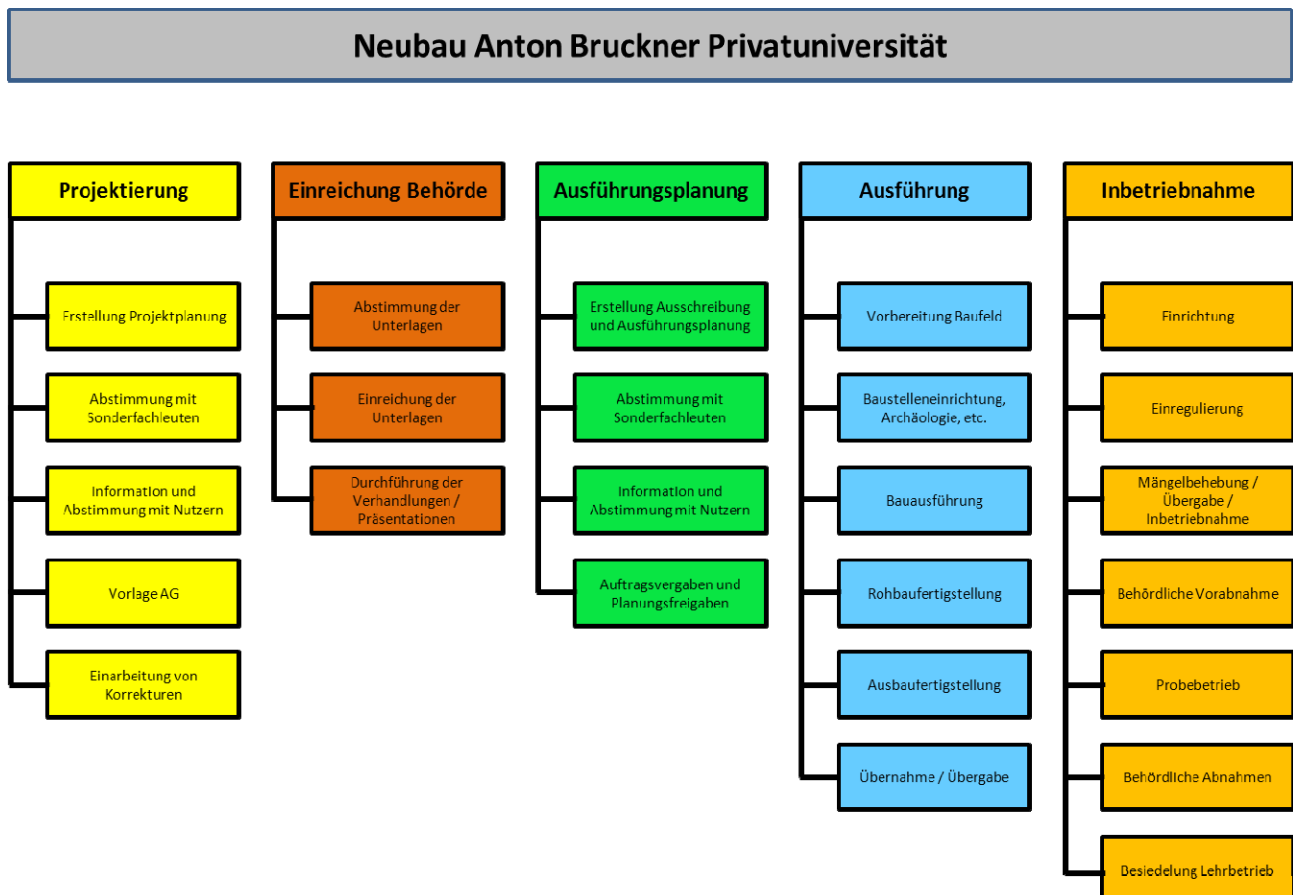 Neubau Anton Bruckner Privatuniversität
Projektierung
Erstellung Projektplanung
Abstimmung mit
Sonderfachleuten
Information und
Abstimmung mit Nutzern
Vorlage AG
Einarbeitung von
Korrekturen
Einreichung Behörde
Abstimmung der
Unterlagen
Einreichung der
Unterlagen
Durchführung der
Verhandlungen /
Präsentationen
Ausführungsplanung
Erstellung Ausschreibung
und Ausführungsplanung
Abstimmung mit
Sonderfachleuten
Information und
Abstimmung mit Nutzern
Auftragsvergaben und
Planungsfreigaben
Ausführung
Vorbereitung Baufeld
Baustelleneinrichtung,
Archäologie, etc.
Bauausführung
Rohbaufertigstellung
Ausbaufertigstellung
Übernahme / Übergabe
Inbetriebnahme
Einrichtung
Einregulierung
Mängelbehebung /
Übergabe /
Inbetriebnahme
Behördliche Vorabnahme
Probebetrieb
Behördliche Abnahmen
Besiedelung Lehrbetrieb